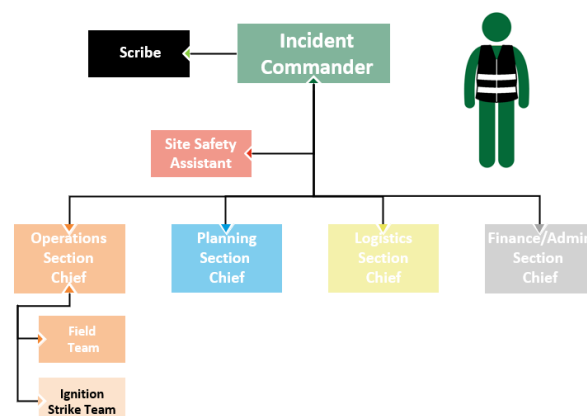 Scribe
Incident
Commander
Site Safety
Assistant
Operations
Section
Chief
Planning
Section
Chief
Logistics
Section
Chief
Finance/Admin
Section
Chief
Field
Team
Ignition
Strike Team